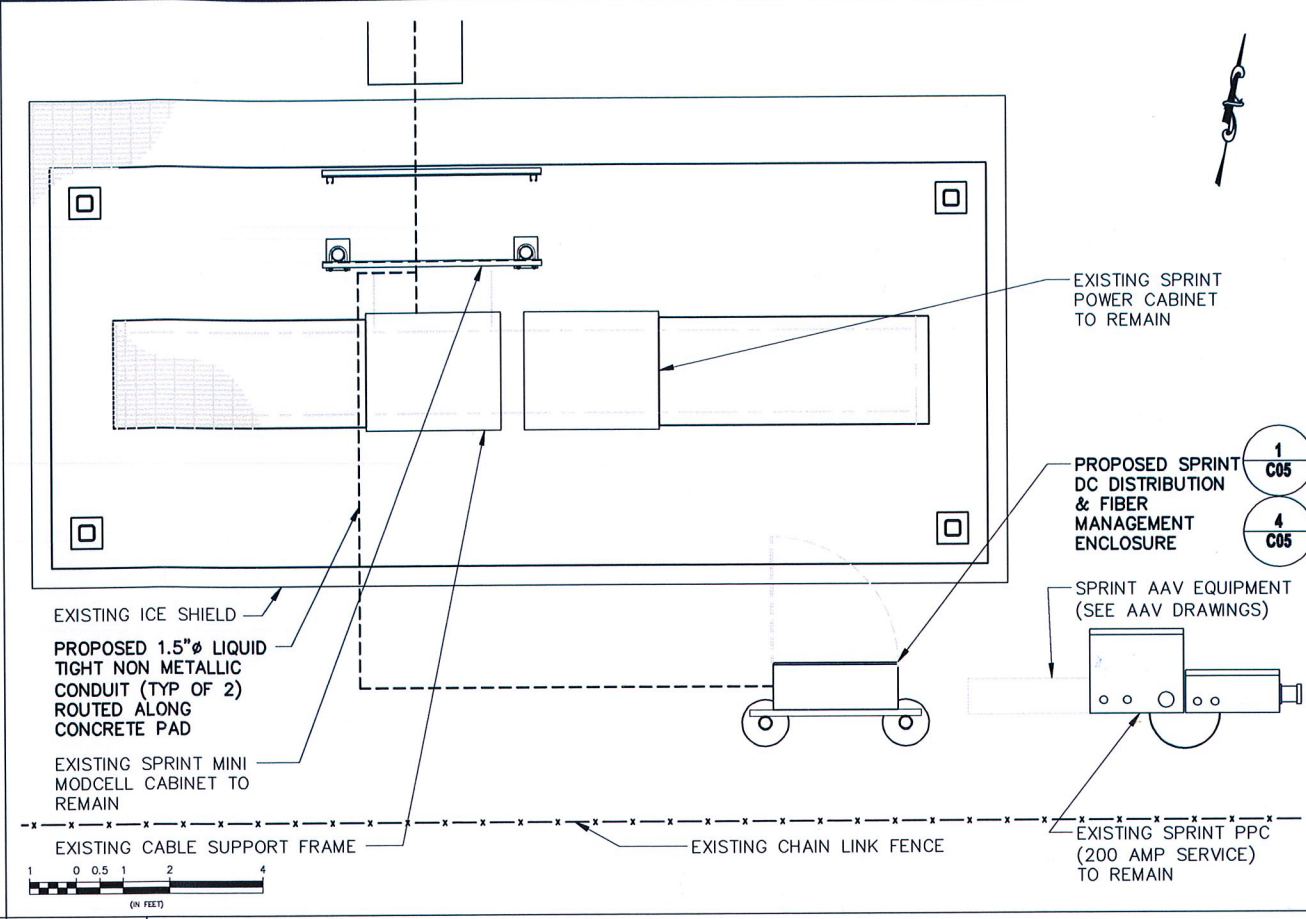 EXISTING SPRINT
POWER CABINET
TO REMAIN
PROPOSED SPRINT
DC DISTRIBUTION
& FIBER
MANAGEMENT
ENCLOSURE
1
C05
4
C05
SPRINT AAV EQUIPMENT
(SEE AAV DRAWINGS)
EXISTING ICE SHIELD
PROPOSED 1.5"ø LIQUID
TIGHT NON METALLIC
CONDUIT (TYP OF 2)
ROUTED ALONG
CONCRETE PAD
EXISTING SPRINT MINI
MODCELL CABINET TO
REMAIN
EXISTING CABLE SUPPORT FRAME
EXISTING CHAIN LINK FENCE
EXISTING SPRINT PPC
(200 AMP SERVICE)
TO REMAIN
1 0 0.5 1 2 4
(IN FEET)